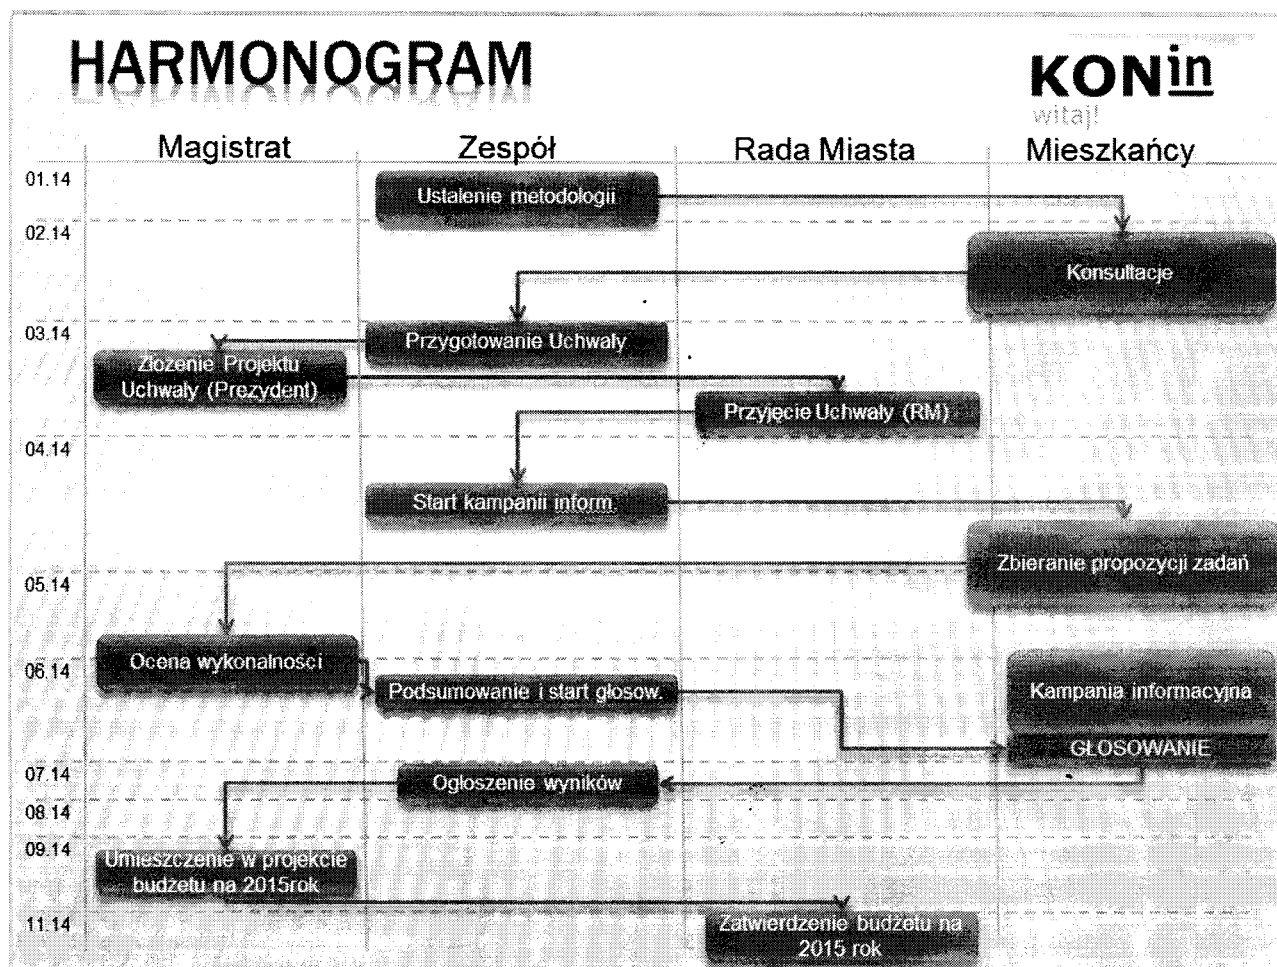 HARMONOGRAM
KONin
witaj!
Magistrat Zespół Rada Miasta Mieszkańcy
01.14
Ustalenie metodologii
02.14
Konsultacje
03.14
Przygotowanie Uchwały
Złożenie Projektu
Uchwały (Prezydent)
Przyjęcie Uchwały (RM)
04.14
Start kampanii inform.
Zbieranie propozycji zadań
05.14
Ocena wykonalności
06.14
Podsumowanie i start głosow.
Kampania informacyjna
GŁOSOWANIE
07.14
Ogłoszenie wyników
08.14
09.14
Umieszczenie w projekcie
budżetu na 2015rok
11.14
Zatwierdzenie budżetu na
2015 rok